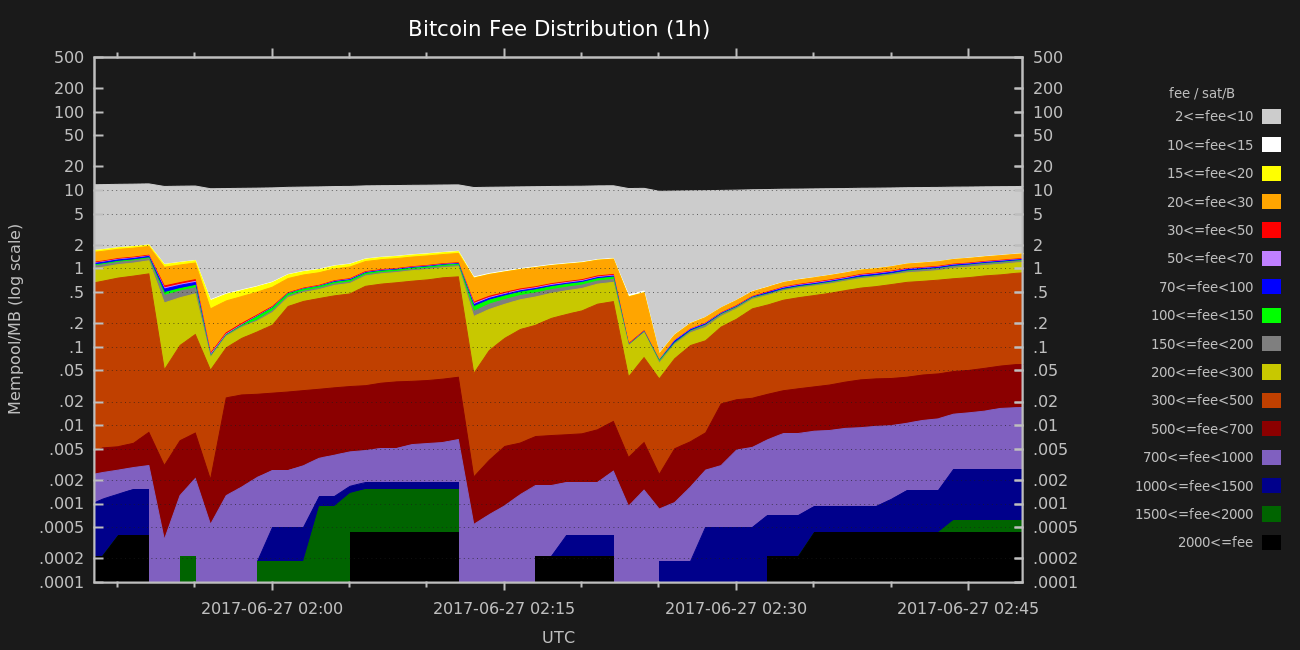 Bitcoin Fee Distribution (1h)
500 500
200 200
100 100
50 50
20 20
10 10
5 5
2 2
1 1
.5 .5
.2 .2
.1 .1
.05 .05
.02 .02
.01 .01
.005 .005
.002 .002
.001 .001
.0005 .0005
.0002 .0002
.0001 .0001
Mempool/MB (log scale)
2017-06-27 02:00 2017-06-27 02:15 2017-06-27 02:30 2017-06-27 02:45
UTC
fee / sat/B
2<=fee<10
10<=fee<15
15<=fee<20
20<=fee<30
30<=fee<50
50<=fee<70
70<=fee<100
100<=fee<150
150<=fee<200
200<=fee<300
300<=fee<500
500<=fee<700
700<=fee<1000
1000<=fee<1500
1500<=fee<2000
2000<=fee